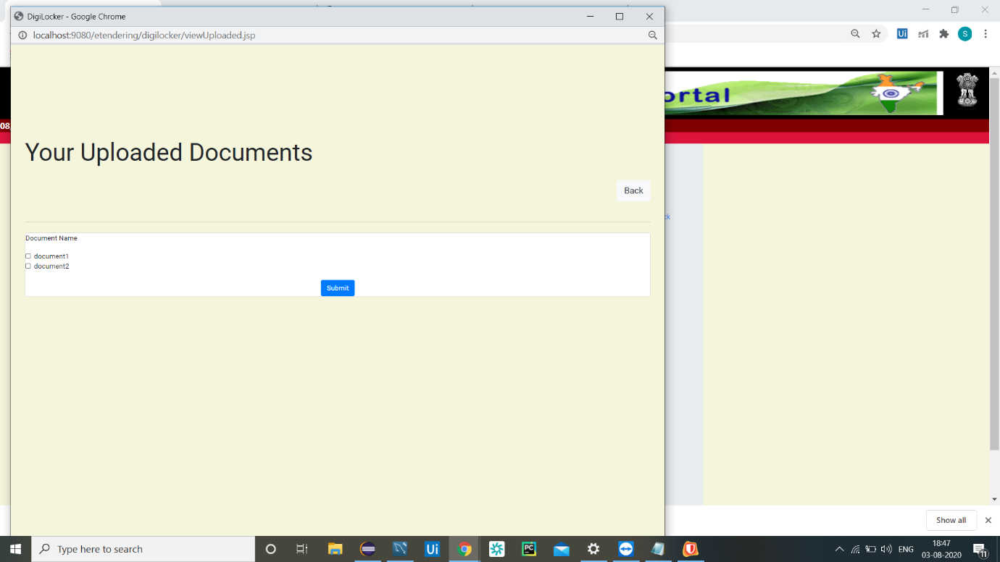 DigiLocker - Google Chrome
localhost:9080/etendering/digilocker/viewUploaded.jsp
Ui
S
ortal
08
Your Uploaded Documents
Back
ck
Document Name
document1
document2
Submit
Show all
Type here to search
Ui
PC
ENG
18:47
03-08-2020
11